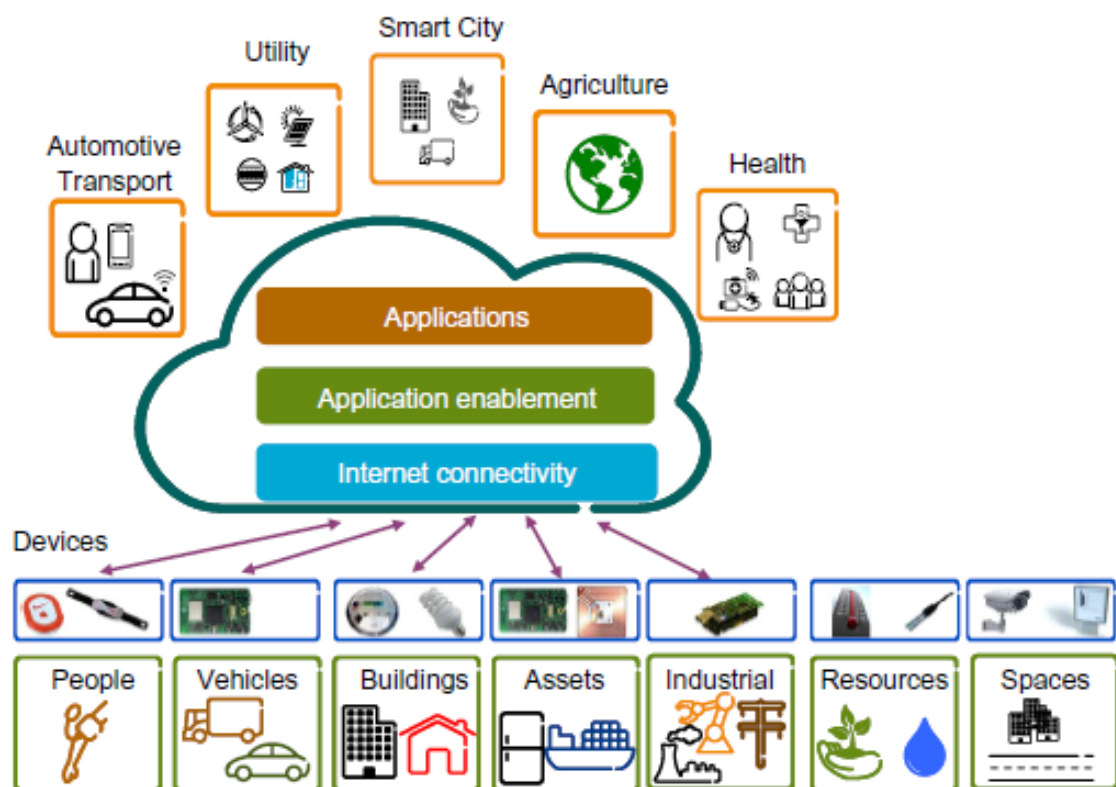 Smart City
Utility
Agriculture
Automotive
Transport
Health
Applications
Application enablement
Internet connectivity
Devices
People
Vehicles
Buildings
Assets
Industrial
Resources
Spaces